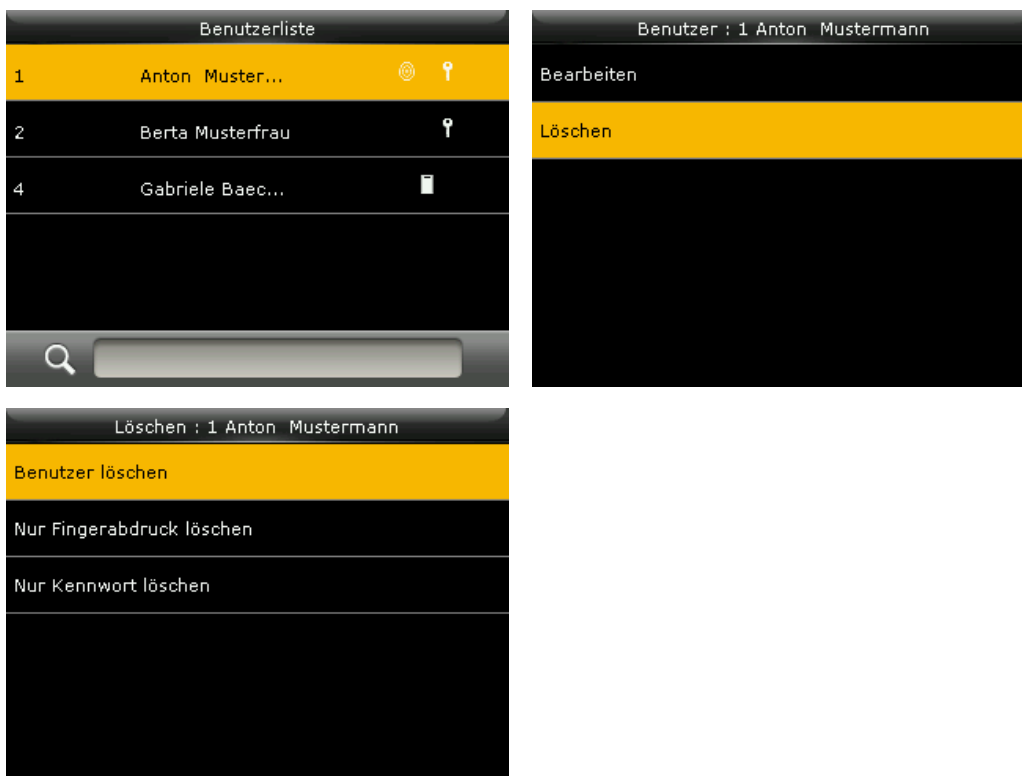 Benutzerliste
1 Anton Muster...
2 Berta Musterfrau
4 Gabriele Baec...
Benutzer : 1 Anton Mustermann
Bearbeiten
Löschen
Löschen : 1 Anton Mustermann
Benutzer löschen
Nur Fingerabdruck löschen
Nur Kennwort löschen